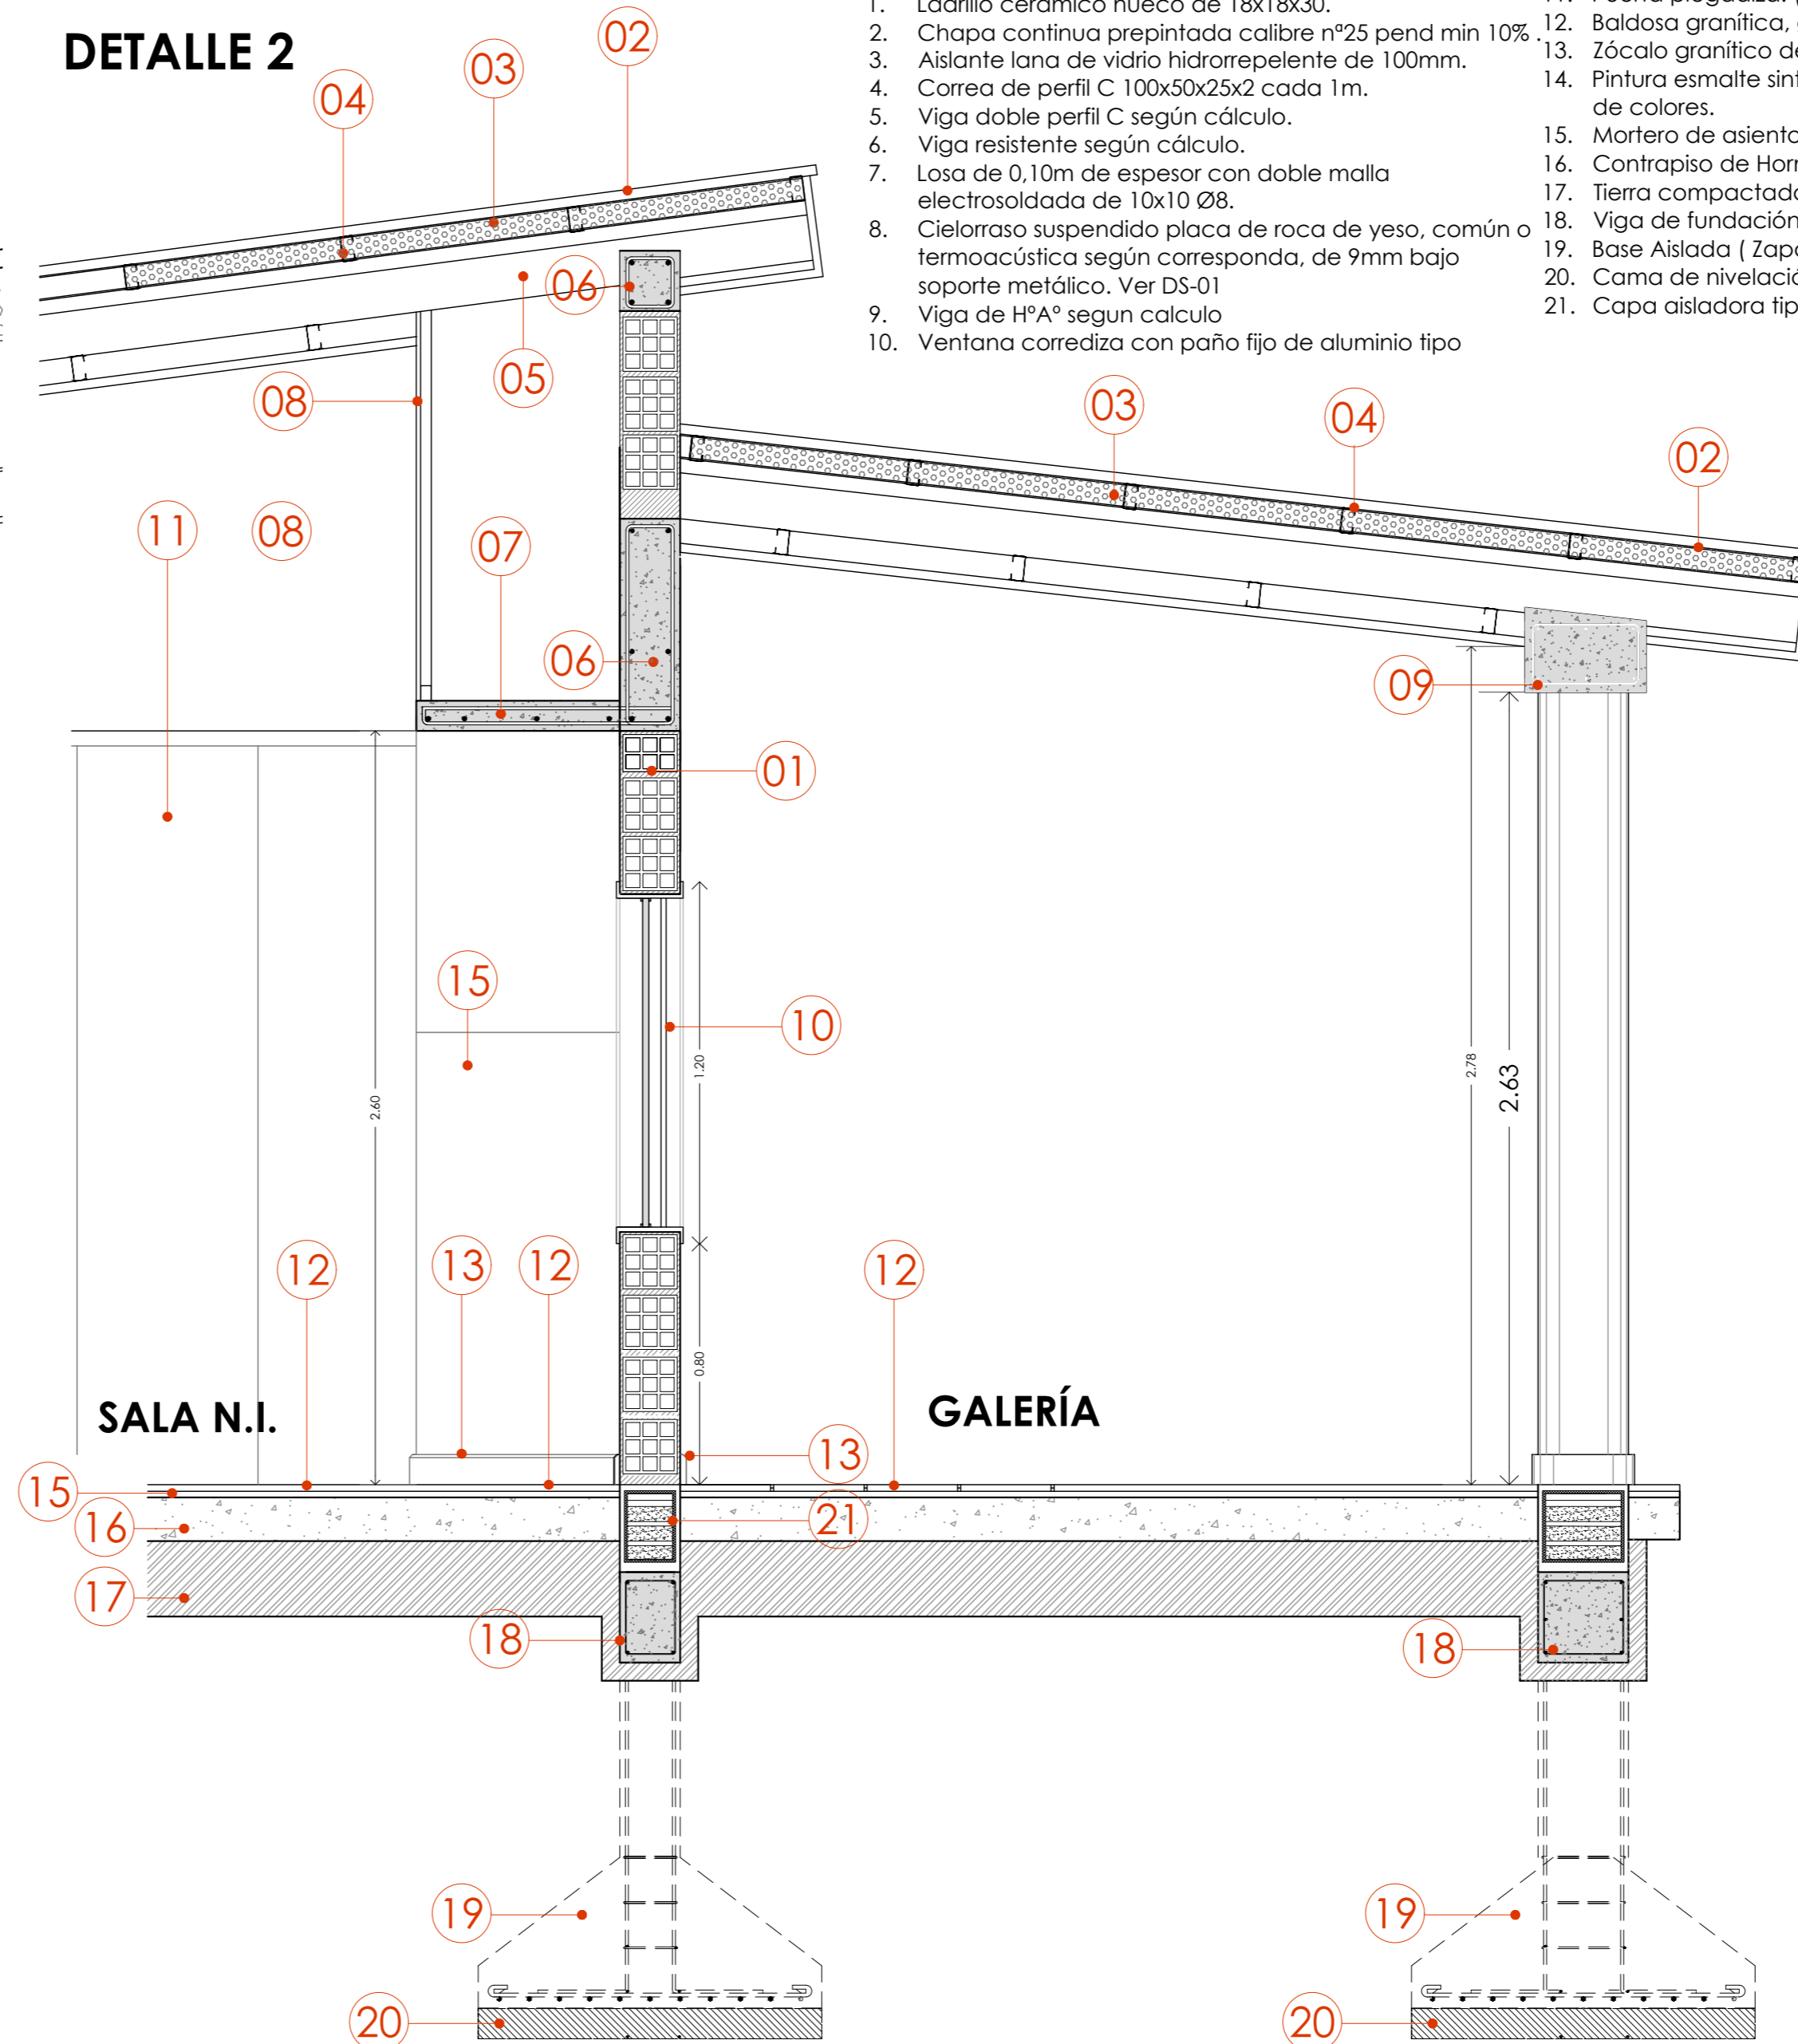 DETALLE 2
1. Ladrillo cerámico hueco de 18x18x30.
2. Chapa continua prepintada calibre nª25 pend min 10% .
3. Aislante lana de vidrio hidrorrepelente de 100mm.
4. Correa de perfil C 100x50x25x2 cada 1m.
5. Viga doble perfil C según cálculo.
6. Viga resistente según cálculo.
7. Losa de 0,10m de espesor con doble malla
electrosoldada de 10x10 Ø8.
8. Cielorraso suspendido placa de roca de yeso, común o
termoacústica según corresponda, de 9mm bajo
soporte metálico. Ver DS-01
9. Viga de HºAº segun calculo
10. Ventana corrediza con paño fijo de aluminio tipo
11. Puerta plegadiza. (
12. Baldosa granítica,
13. Zócalo granítico de
14. Pintura esmalte sint
de colores.
15. Mortero de asiento
16. Contrapiso de Horm
17. Tierra compactada
18. Viga de fundación
19. Base Aislada ( Zapa
20. Cama de nivelació
21. Capa aisladora tip
02
03
04
06
05
08
03
04
02
11
08
07
06
09
01
15
10
2.60
1.20
2.78
2.63
12
13
12
12
0.80
SALA N.I.
GALERÍA
13
15
16
21
17
18
18
19
19
20
20